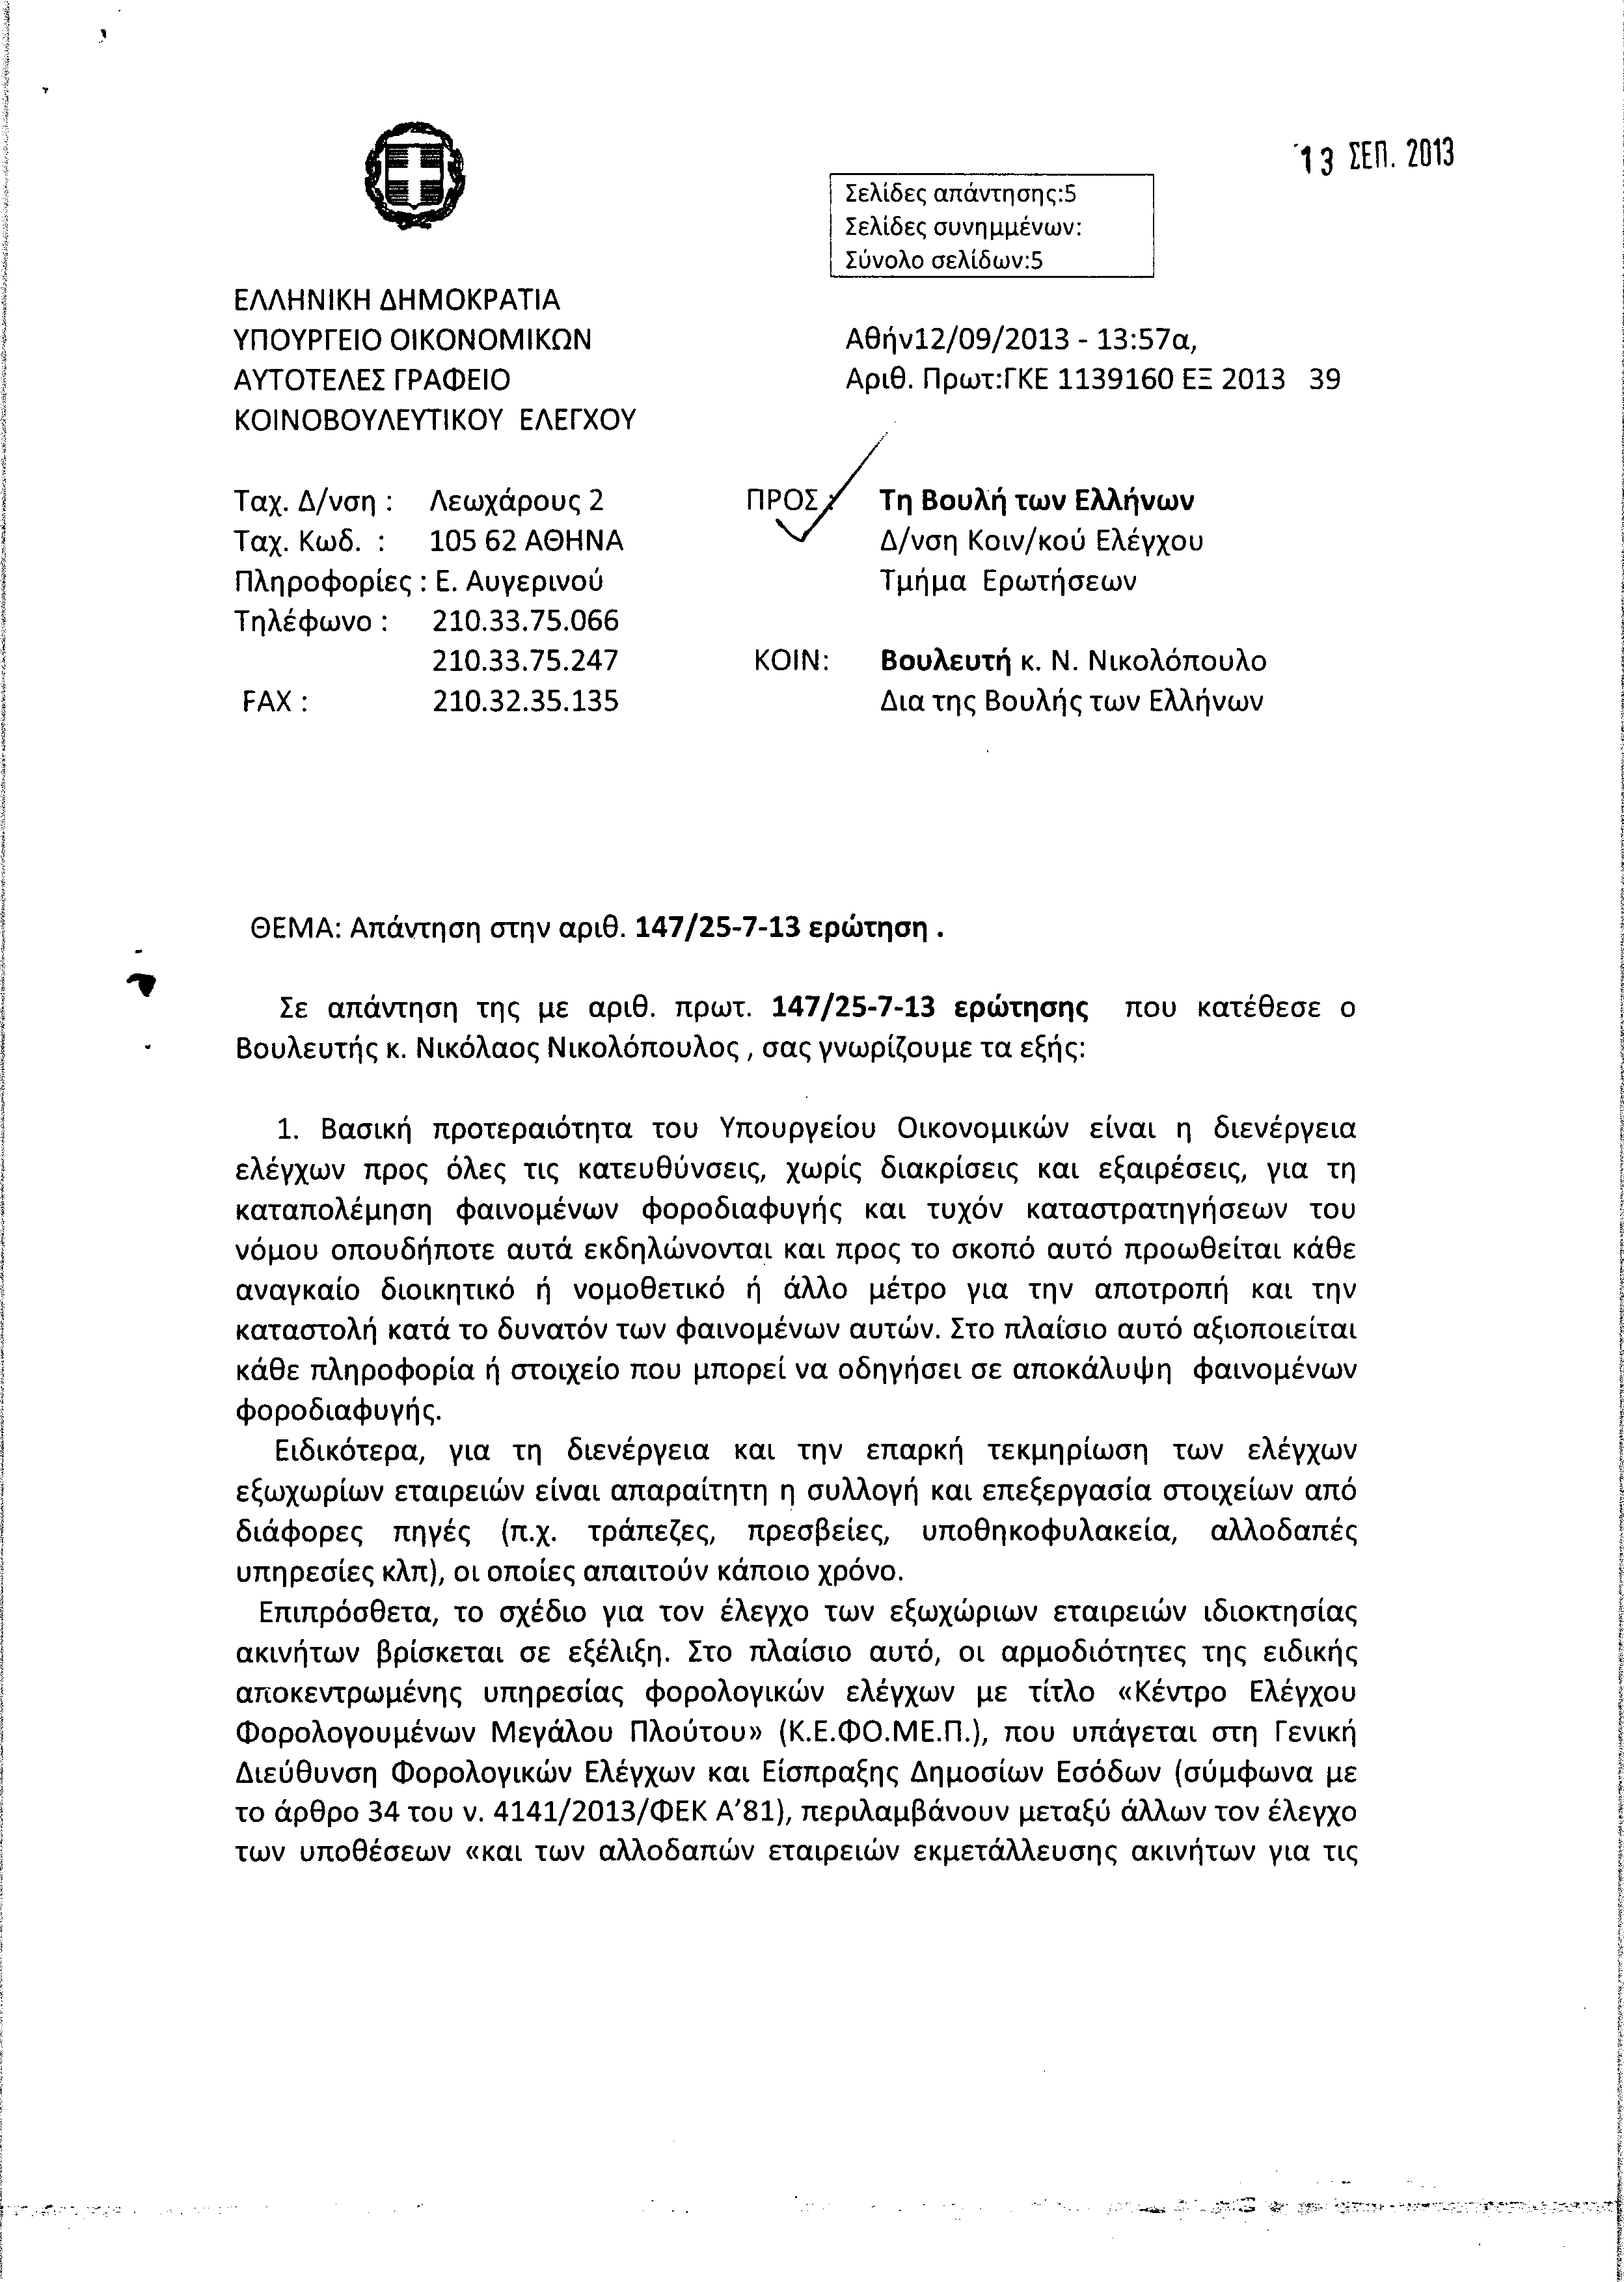 13 ΣΕΠ. 2013
Σελίδες απάντησης:5
Σελίδες συνημμένων:
Σύνολο σελίδων:5
ΕΛΛΗΝΙΚΗ ΔΗΜΟΚΡΑΤΙΑ
ΥΠΟΥΡΓΕΙΟ ΟΙΚΟΝΟΜΙΚΩΝ
ΑΥΤΟΤΕΛΕΣ ΓΡΑΦΕΙΟ
ΚΟΙΝΟΒΟΥΛΕΥΤΙΚΟΥ ΕΛΕΓΧΟΥ
Αθήν12/09/2013 - 13:57α,
Αριθ. Πρωτ:ΓΚΕ 1139160 ΕΞ 2013 39
Ταχ. Δ/νση : Λεωχάρους 2
Ταχ. Κωδ. : 105 62 ΑΘΗΝΑ
Πληροφορίες : Ε. Αυγερινού
Τηλέφωνο : 210.33.75.066
210.33.75.247
FAX : 210.32.35.135
ΠΡΟΣ : Τη Βουλή των Ελλήνων
Δ/νση Κοιν/κού Ελέγχου
Τμήμα Ερωτήσεων
ΚΟΙΝ: Βουλευτή κ. Ν. Νικολόπουλο
Δια της Βουλής των Ελλήνων
ΘΕΜΑ: Απάντηση στην αριθ. 147/25-7-13 ερώτηση .
Σε απάντηση της με αριθ. πρωτ. 147/25-7-13 ερώτησης που κατέθεσε ο
Βουλευτής κ. Νικόλαος Νικολόπουλος , σας γνωρίζουμε τα εξής:
1. Βασική προτεραιότητα του Υπουργείου Οικονομικών είναι η διενέργεια
ελέγχων προς όλες τις κατευθύνσεις, χωρίς διακρίσεις και εξαιρέσεις, για τη
καταπολέμηση φαινομένων φοροδιαφυγής και τυχόν καταστρατηγήσεων του
νόμου οπουδήποτε αυτά εκδηλώνονται και προς το σκοπό αυτό προωθείται κάθε
αναγκαίο διοικητικό ή νομοθετικό ή άλλο μέτρο για την αποτροπή και την
καταστολή κατά το δυνατόν των φαινομένων αυτών. Στο πλαίσιο αυτό αξιοποιείται
κάθε πληροφορία ή στοιχείο που μπορεί να οδηγήσει σε αποκάλυψη φαινομένων
φοροδιαφυγής.
Ειδικότερα, για τη διενέργεια και την επαρκή τεκμηρίωση των ελέγχων
εξωχωρίων εταιρειών είναι απαραίτητη η συλλογή και επεξεργασία στοιχείων από
διάφορες πηγές (π.χ. τράπεζες, πρεσβείες, υποθηκοφυλακεία, αλλοδαπές
υπηρεσίες κλπ), οι οποίες απαιτούν κάποιο χρόνο.
Επιπρόσθετα, το σχέδιο για τον έλεγχο των εξωχώριων εταιρειών ιδιοκτησίας
ακινήτων βρίσκεται σε εξέλιξη. Στο πλαίσιο αυτό, οι αρμοδιότητες της ειδικής
αποκεντρωμένης υπηρεσίας φορολογικών ελέγχων με τίτλο «Κέντρο Ελέγχου
Φορολογουμένων Μεγάλου Πλούτου» (Κ.Ε.ΦΟ.ΜΕ.Π.), που υπάγεται στη Γενική
Διεύθυνση Φορολογικών Ελέγχων και Είσπραξης Δημοσίων Εσόδων (σύμφωνα με
το άρθρο 34 του ν. 4141/2013/ΦΕΚ Α'81), περιλαμβάνουν μεταξύ άλλων τον έλεγχο
των υποθέσεων «και των αλλοδαπών εταιρειών εκμετάλλευσης ακινήτων για τις